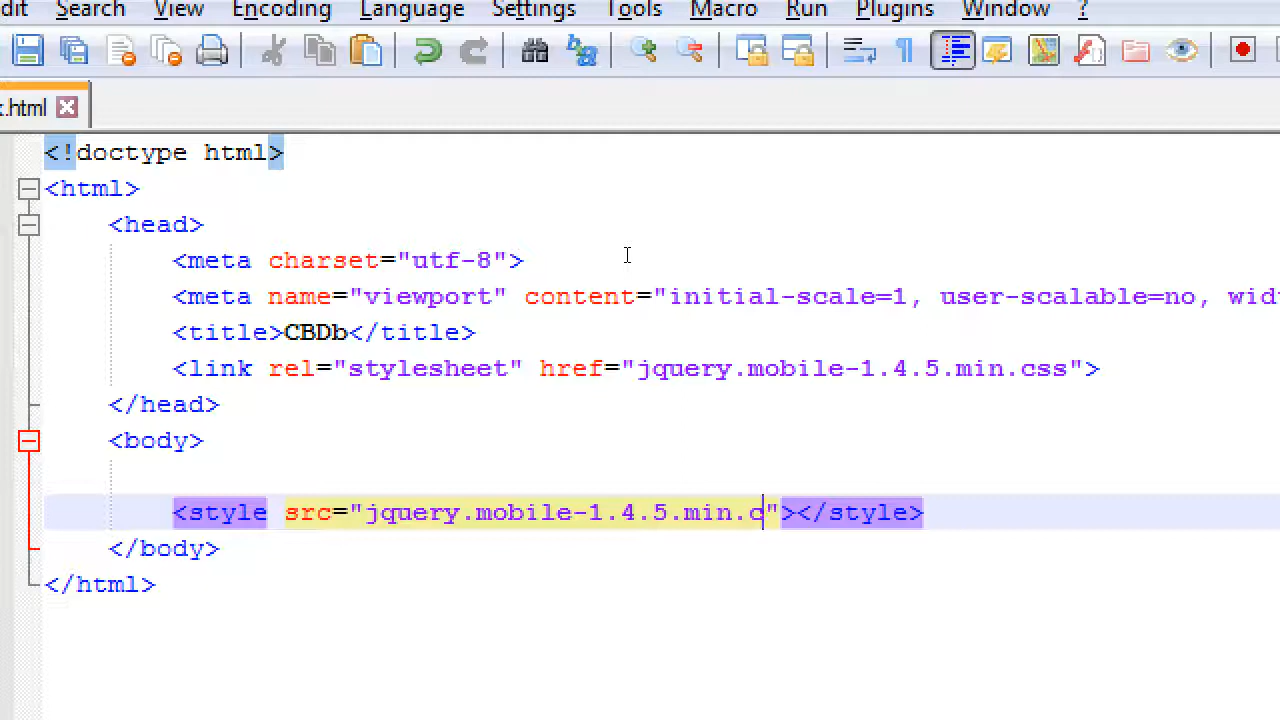 dit Search View Encoding Language Settings Tools Macro Run Plugins Window ?
x.html
<!doctype html>
<html>
<head>
<meta charset="utf-8">
<meta name="viewport" content="initial-scale=1, user-scalable=no, wid
<title>CBDb</title>
<link rel="stylesheet" href="jquery.mobile-1.4.5.min.css">
</head>
<body>
<style src="jquery.mobile-1.4.5.min.c"></style>
</body>
</html>